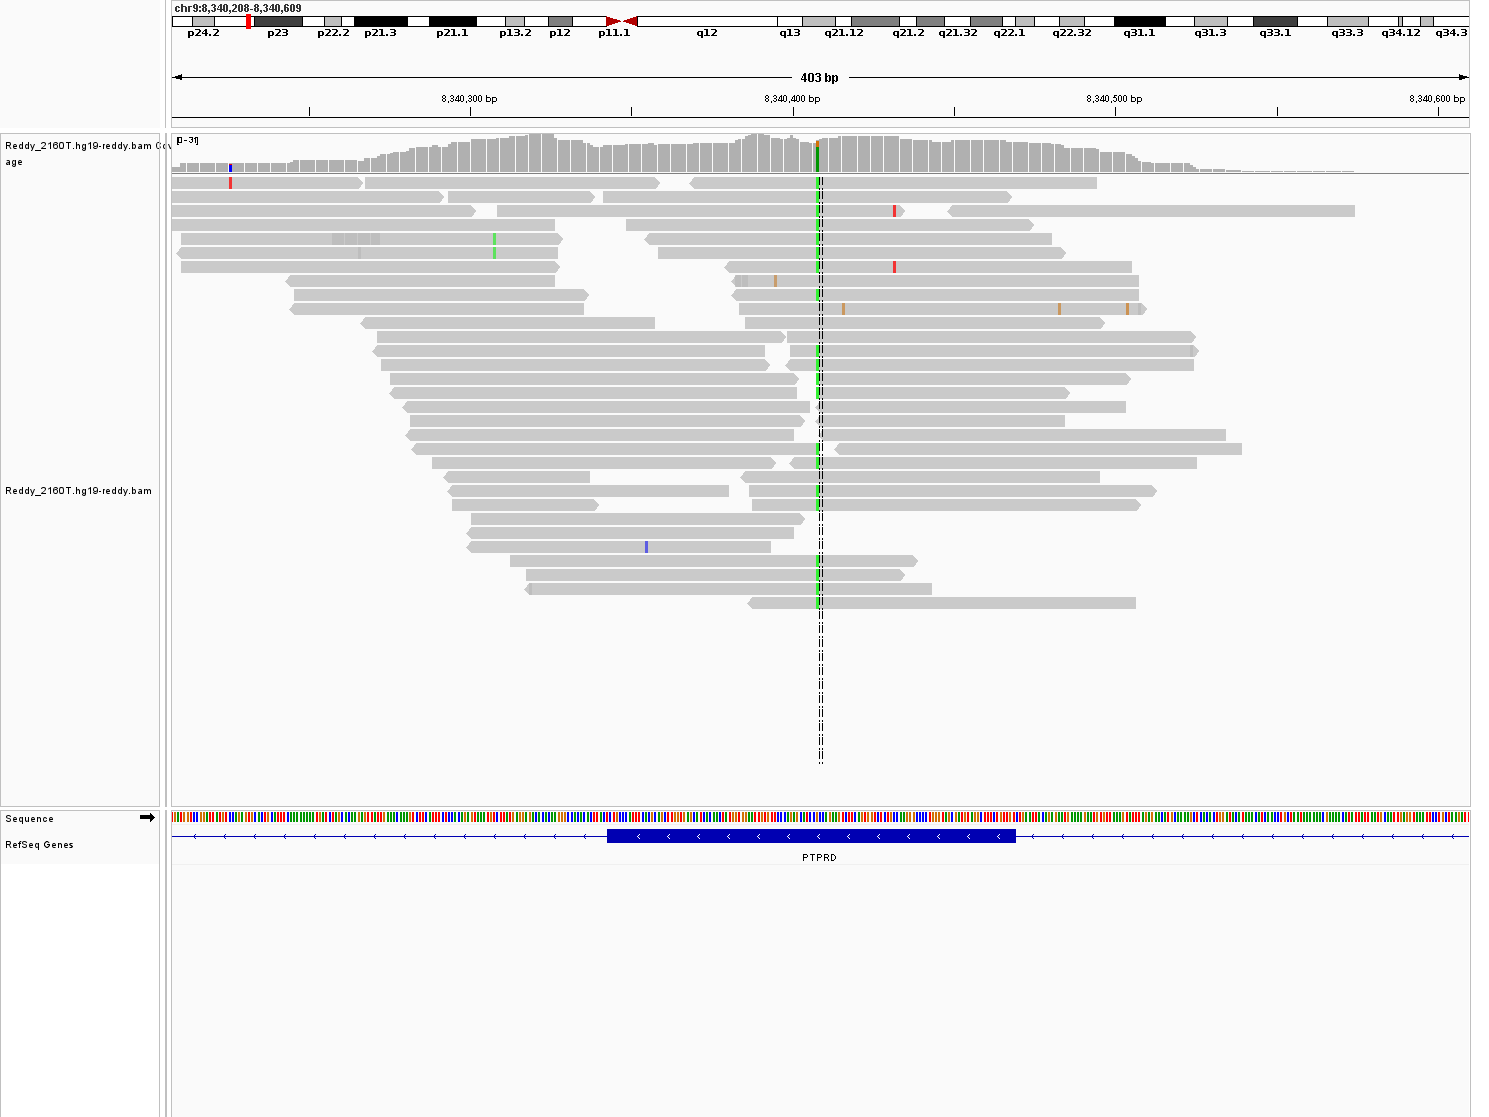 chr9:8,340,208-8,340,609
p24.2 p23 p22.2 p21.3 p21.1 p13.2 p12 p11.1 q12 q13 q21.12 q21.2 q21.32 q22.1 q22.32 q31.1 q31.3 q33.1 q33.3 q34.12 q34.3
403 bp
8,340,300 bp 8,340,400 bp 8,340,500 bp 8,340,600 bp
[0-31]
Reddy_2160T.hg19-reddy.bam Cov
age
Reddy_2160T.hg19-reddy.bam
Sequence
RefSeq Genes
PTPRD